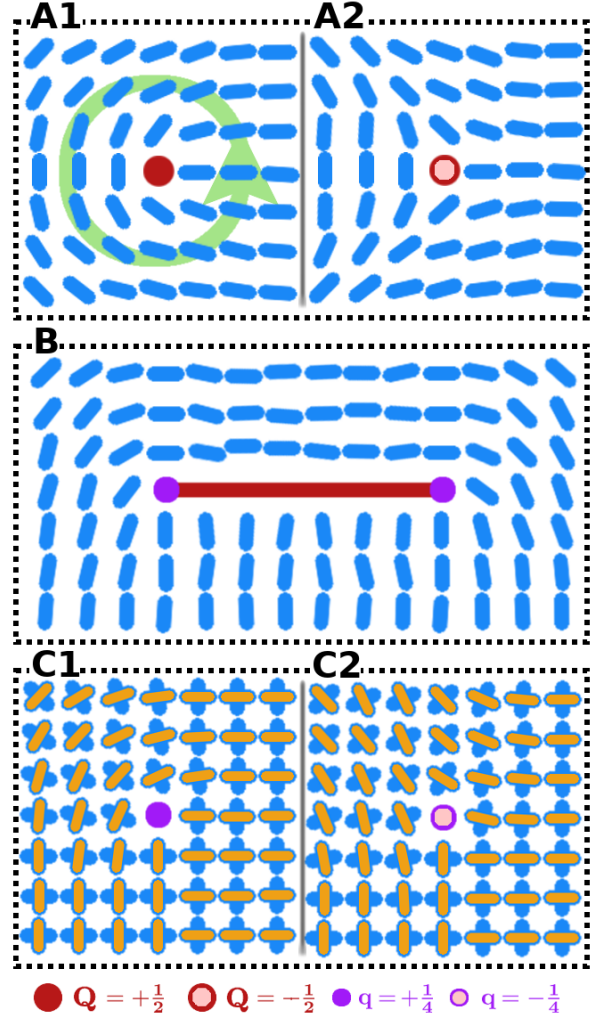 A1 A2
B
C1 C2
Q = +1/2 Q = -1/2 q = +1/4 q = -1/4